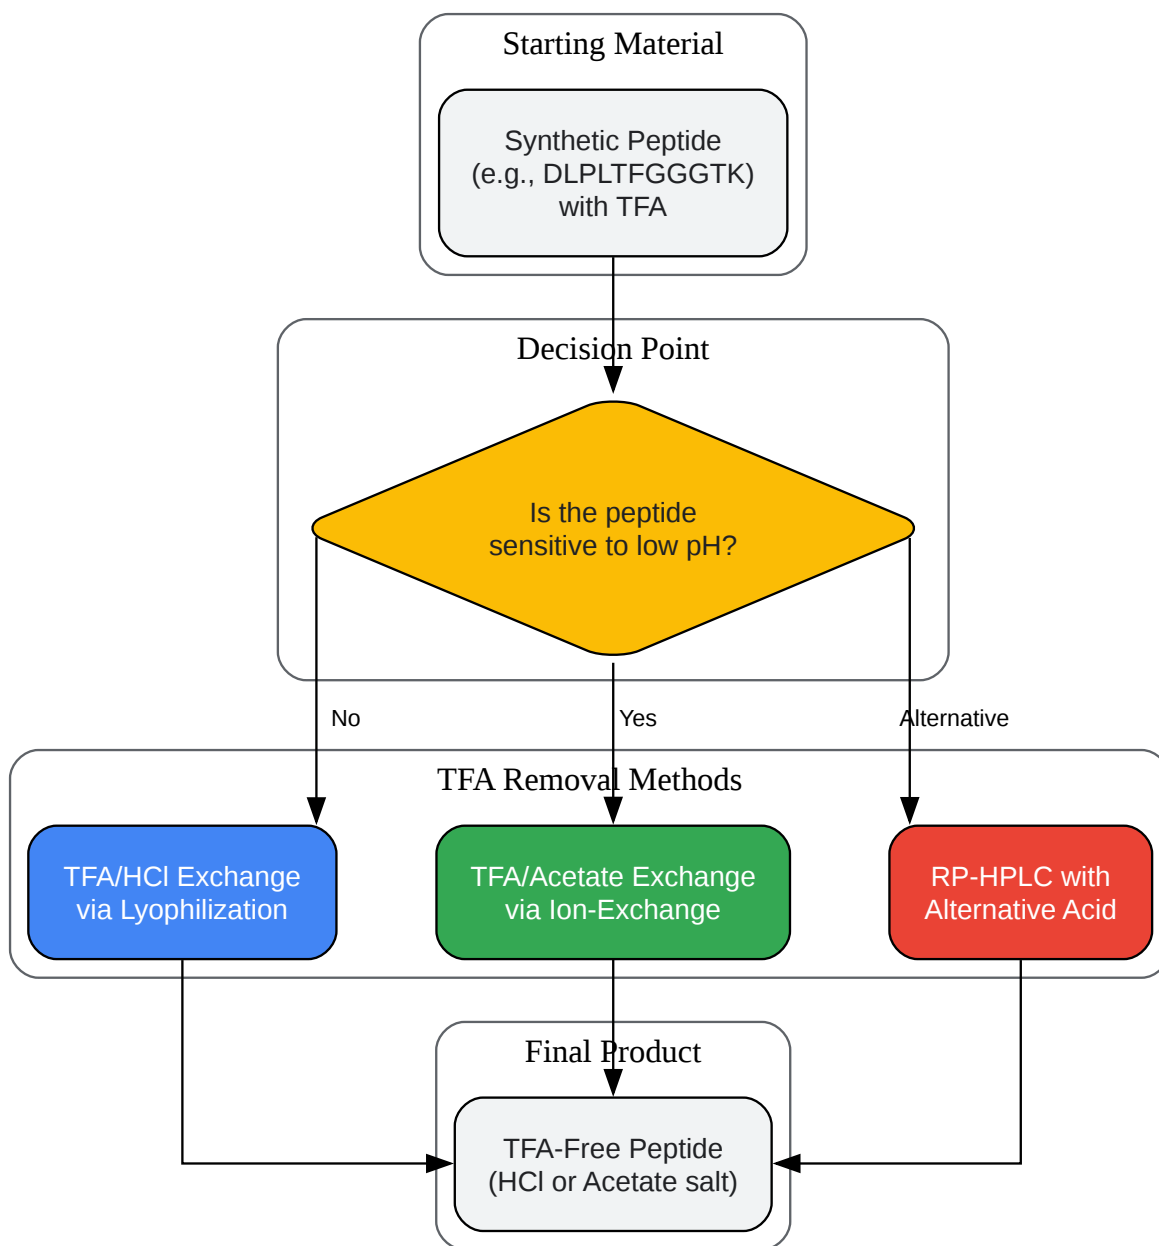 Starting Material
Synthetic Peptide
(e.g., DLPLTFGGGTK)
with TFA
Decision Point
Is the peptide
sensitive to low pH?
No
Yes
Alternative
TFA Removal Methods
TFA/HCl Exchange
via Lyophilization
TFA/Acetate Exchange
via Ion-Exchange
RP-HPLC with
Alternative Acid
Final Product
TFA-Free Peptide
(HCl or Acetate salt)